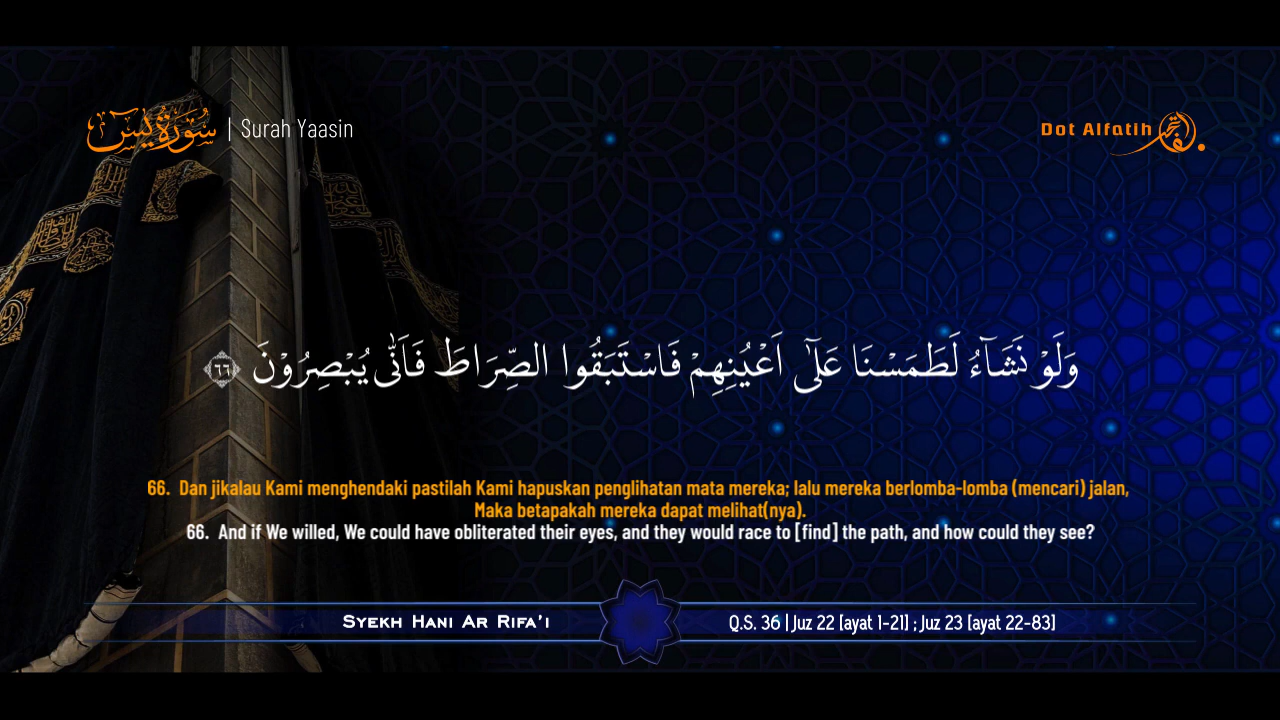 سُوْرَةُ يٰسٓ | Surah Yaasin
Dot Alfatih
وَلَوْ نَشَاۤءُ لَطَمَسْنَا عَلٰٓى اَعْيُنِهِمْ فَاسْتَبَقُوا الصِّرَاطَ فَاَنّٰى يُبْصِرُوْنَ ٦٦
66. Dan jikalau Kami menghendaki pastilah Kami hapuskan penglihatan mata mereka; lalu mereka berlomba-lomba (mencari) jalan,
Maka betapakah mereka dapat melihat(nya).
66. And if We willed, We could have obliterated their eyes, and they would race to [find] the path, and how could they see?
Syekh Hani Ar Rifa'i
Q.S. 36 | Juz 22 [ayat 1-21] ; Juz 23 [ayat 22-83]